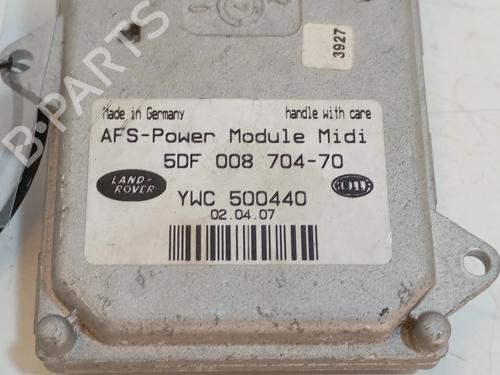 3927
Made in Germany
handle with care
AFS-Power Module Midi
5DF 008 704-70
LAND-
ROVER
YWC 500440
02.04.07
B-PARTS